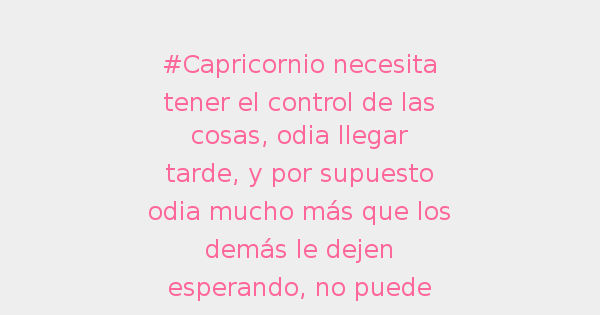 #Capricornio necesita
tener el control de las
cosas, odia llegar
tarde, y por supuesto
odia mucho más que los
demás le dejen
esperando, no puede